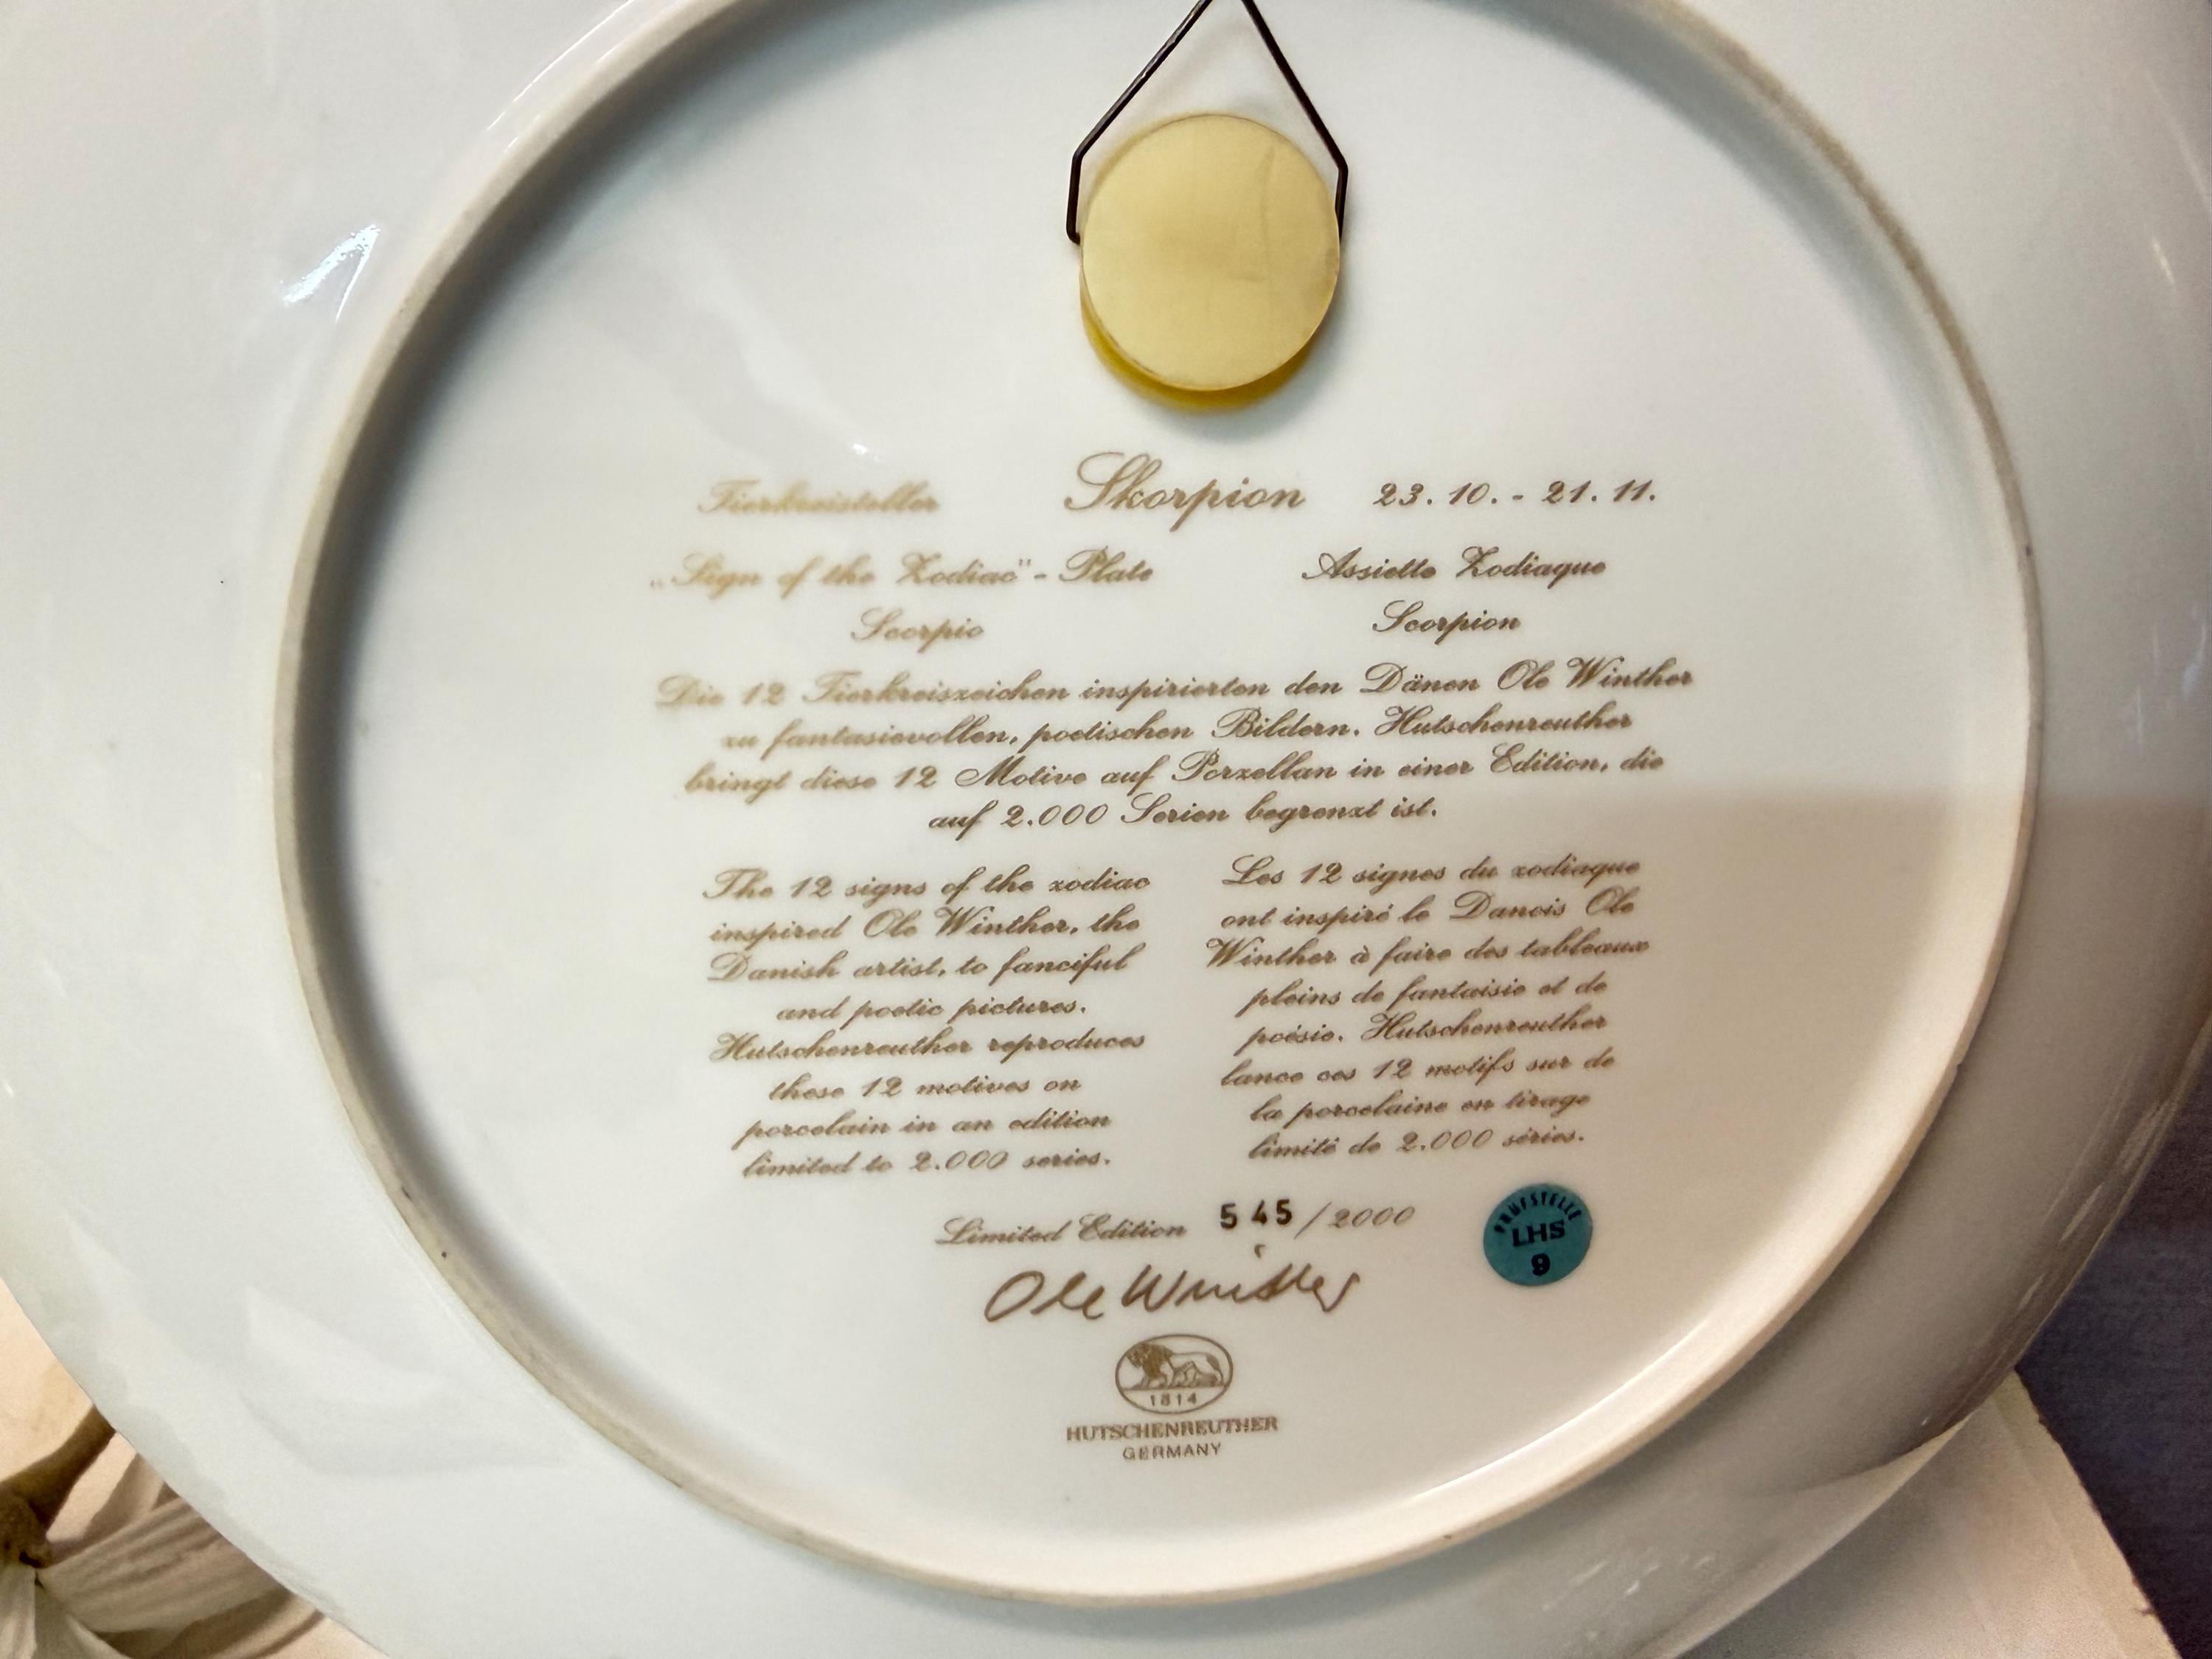 Tierkreisteller Skorpion 23.10. - 21.11.
„Sign of the Zodiac" - Plate Assiette Zodiaque
Scorpio Scorpion
Die 12 Tierkreiszeichen inspirierten den Dänen Ole Winther
zu fantasievollen, poetischen Bildern. Hutschenreuther
bringt diese 12 Motive auf Porzellan in einer Edition, die
auf 2.000 Serien begrenzt ist.
The 12 signs of the zodiac
inspired Ole Winther, the
Danish artist, to fanciful
and poetic pictures.
Hutschenreuther reproduces
these 12 motives on
porcelain in an edition
limited to 2.000 series.
Les 12 signes du zodiaque
ont inspiré le Danois Ole
Winther à faire des tableaux
pleins de fantaisie et de
poésie. Hutschenreuther
lance ces 12 motifs sur de
la porcelaine en tirage
limité de 2.000 séries.
Limited Edition 545 / 2000
Ole Winther
PRÜFSTELLE
LHS
9
1814
HUTSCHENREUTHER
GERMANY